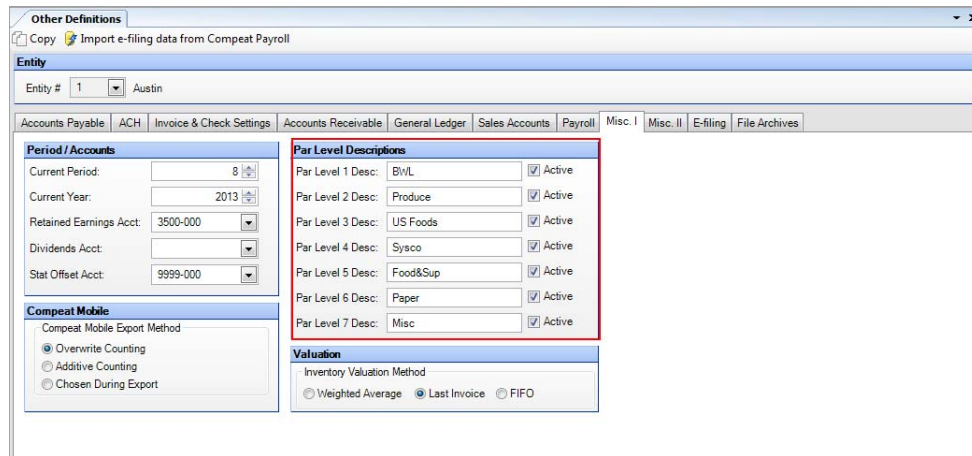 Other Definitions
Copy Import e-filing data from Compeat Payroll
Entity
Entity # 1 Austin
Accounts Payable ACH Invoice & Check Settings Accounts Receivable General Ledger Sales Accounts Payroll Misc. I Misc. II E-filing File Archives
Period / Accounts
Current Period: 8
Current Year: 2013
Retained Earnings Acct: 3500-000
Dividends Acct:
Stat Offset Acct: 9999-000
Compeat Mobile
Compeat Mobile Export Method
Overwrite Counting
Additive Counting
Chosen During Export
Par Level Descriptions
Par Level 1 Desc: BWL Active
Par Level 2 Desc: Produce Active
Par Level 3 Desc: US Foods Active
Par Level 4 Desc: Sysco Active
Par Level 5 Desc: Food&Sup Active
Par Level 6 Desc: Paper Active
Par Level 7 Desc: Misc Active
Valuation
Inventory Valuation Method
Weighted Average Last Invoice FIFO